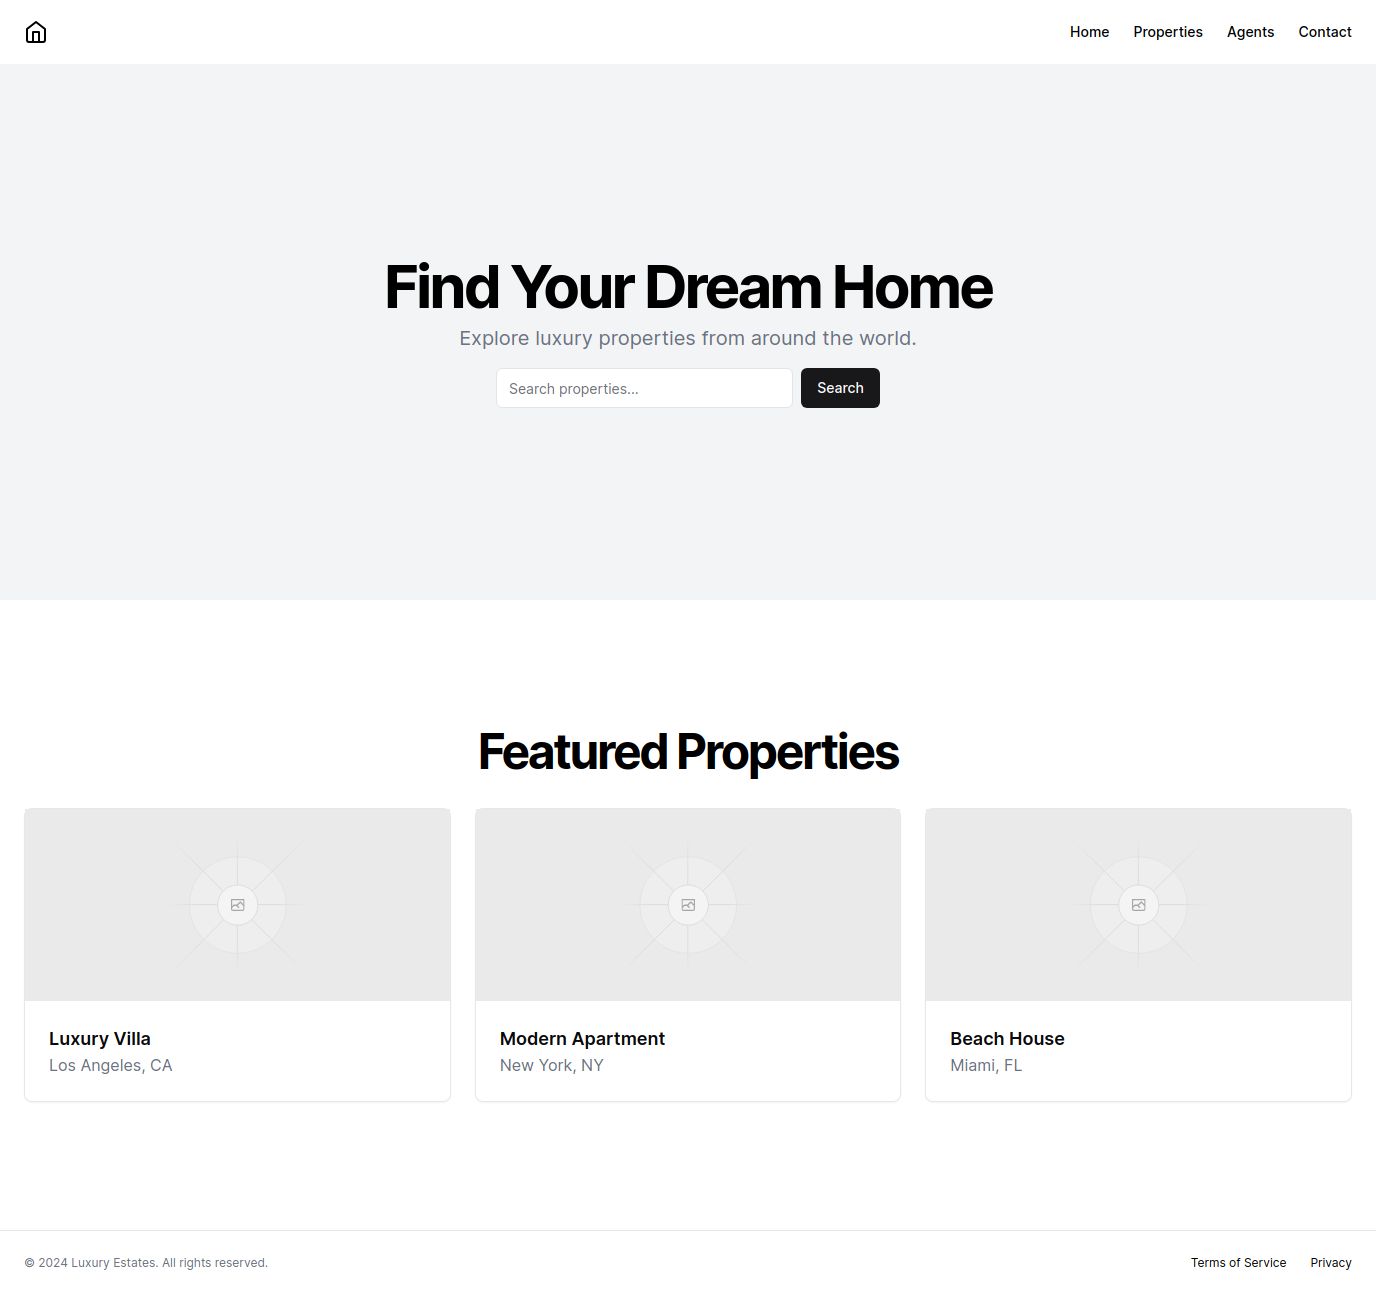 Home Properties Agents Contact
Find Your Dream Home
Explore luxury properties from around the world.
Search properties... Search
Featured Properties
Luxury Villa
Los Angeles, CA
Modern Apartment
New York, NY
Beach House
Miami, FL
© 2024 Luxury Estates. All rights reserved. Terms of Service Privacy